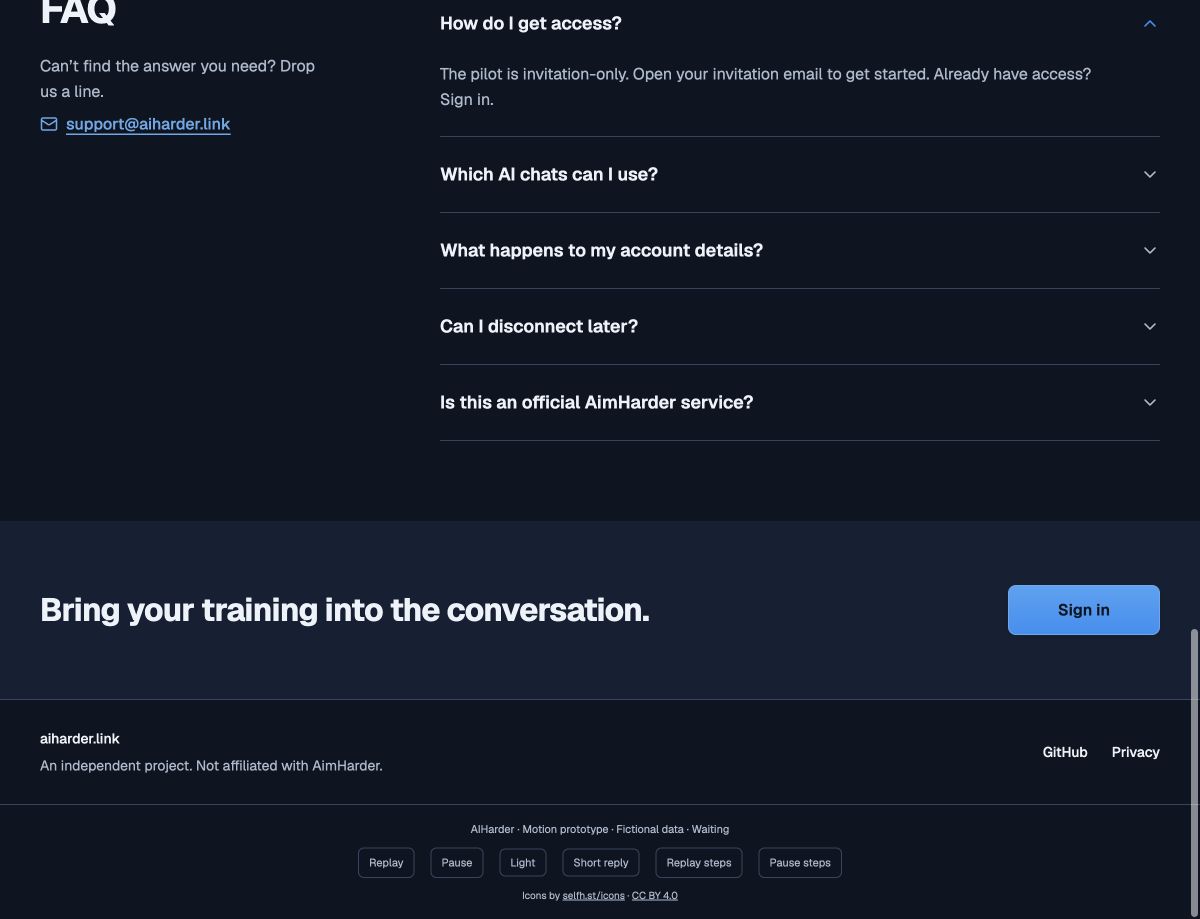 FAQ
Can’t find the answer you need? Drop
us a line.
support@aiharder.link
How do I get access?
The pilot is invitation-only. Open your invitation email to get started. Already have access?
Sign in.
Which AI chats can I use?
What happens to my account details?
Can I disconnect later?
Is this an official AimHarder service?
Bring your training into the conversation.
Sign in
aiharder.link
An independent project. Not affiliated with AimHarder.
GitHub
Privacy
AIHarder · Motion prototype · Fictional data · Waiting
Replay
Pause
Light
Short reply
Replay steps
Pause steps
Icons by selfh.st/icons · CC BY 4.0